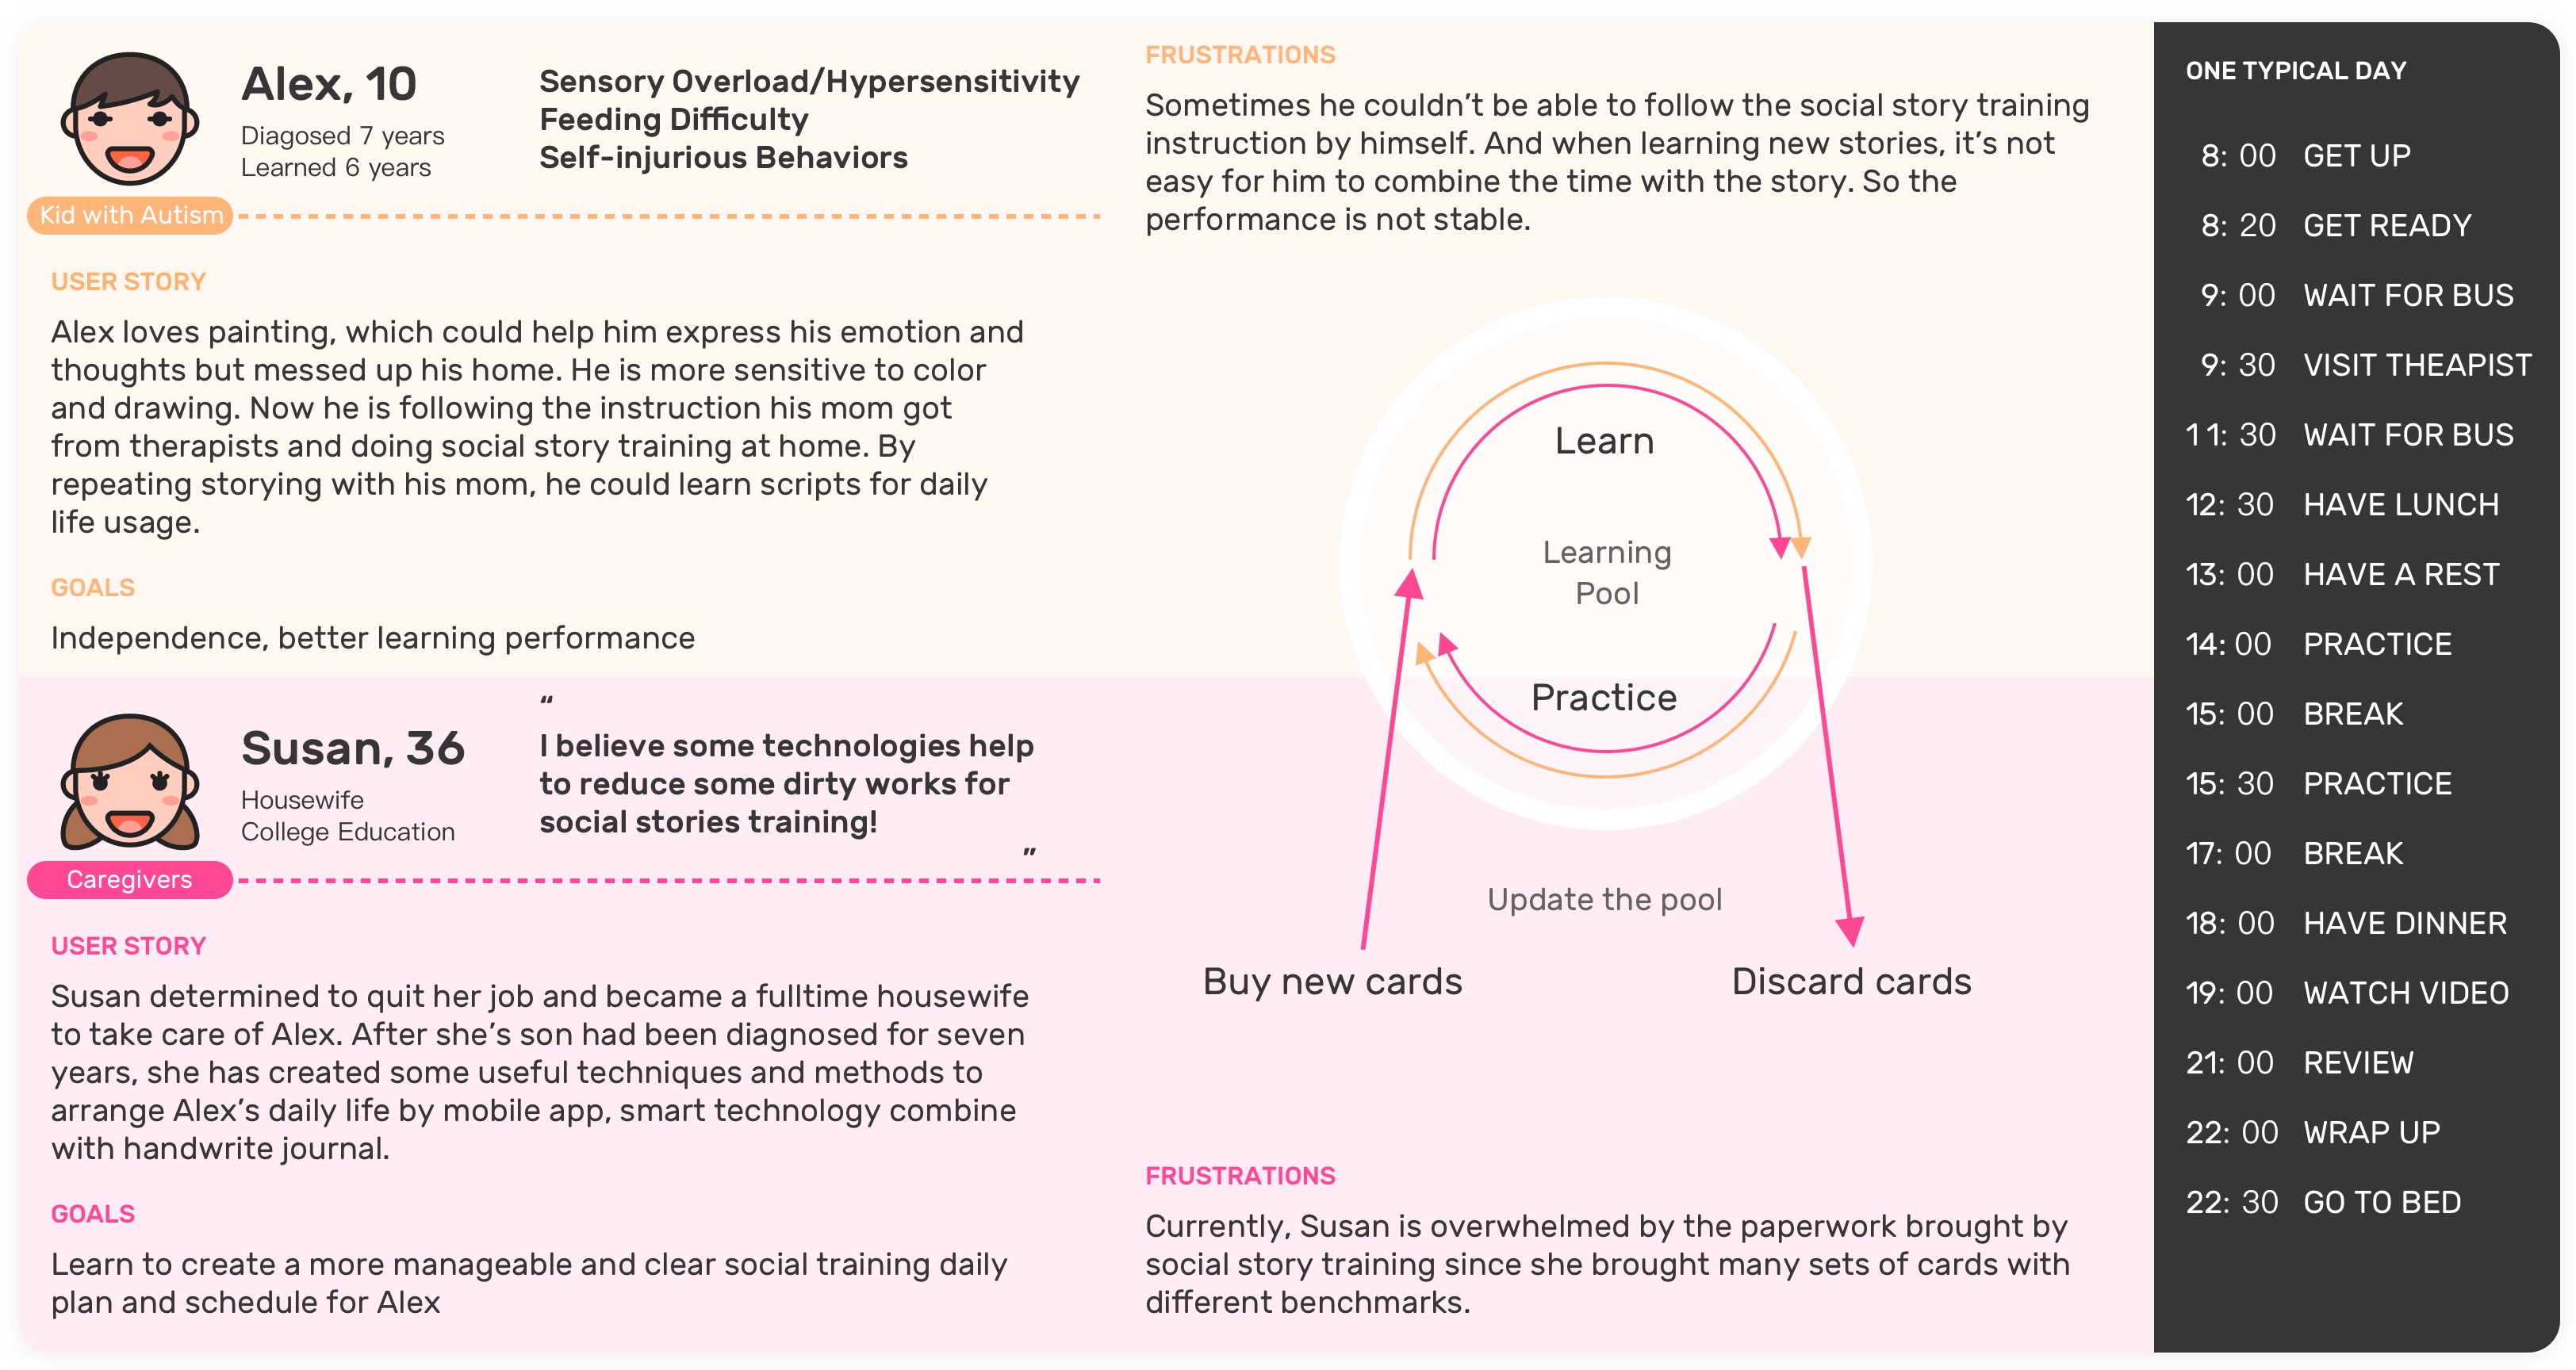 Alex, 10
Diagosed 7 years
Learned 6 years
Kid with Autism
Sensory Overload/Hypersensitivity
Feeding Difficulty
Self-injurious Behaviors
USER STORY
Alex loves painting, which could help him express his emotion and
thoughts but messed up his home. He is more sensitive to color
and drawing. Now he is following the instruction his mom got
from therapists and doing social story training at home. By
repeating storying with his mom, he could learn scripts for daily
life usage.
GOALS
Independence, better learning performance
FRUSTRATIONS
Sometimes he couldn’t be able to follow the social story training
instruction by himself. And when learning new stories, it’s not
easy for him to combine the time with the story. So the
performance is not stable.
Learn
Learning
Pool
Practice
Update the pool
Buy new cards
Discard cards
Susan, 36
Housewife
College Education
Caregivers
“
I believe some technologies help
to reduce some dirty works for
social stories training!
”
USER STORY
Susan determined to quit her job and became a fulltime housewife
to take care of Alex. After she’s son had been diagnosed for seven
years, she has created some useful techniques and methods to
arrange Alex’s daily life by mobile app, smart technology combine
with handwrite journal.
GOALS
Learn to create a more manageable and clear social training daily
plan and schedule for Alex
FRUSTRATIONS
Currently, Susan is overwhelmed by the paperwork brought by
social story training since she brought many sets of cards with
different benchmarks.
ONE TYPICAL DAY
8: 00 GET UP
8: 20 GET READY
9: 00 WAIT FOR BUS
9: 30 VISIT THEAPIST
11: 30 WAIT FOR BUS
12: 30 HAVE LUNCH
13: 00 HAVE A REST
14: 00 PRACTICE
15: 00 BREAK
15: 30 PRACTICE
17: 00 BREAK
18: 00 HAVE DINNER
19: 00 WATCH VIDEO
21: 00 REVIEW
22: 00 WRAP UP
22: 30 GO TO BED